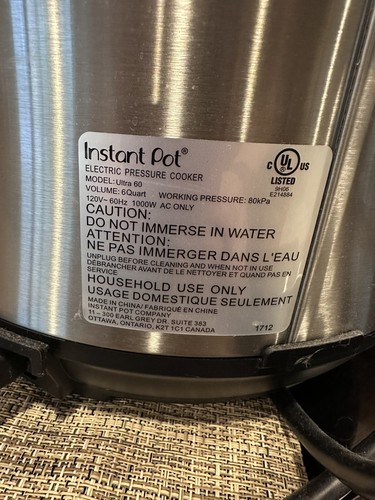 Instant Pot®
ELECTRIC PRESSURE COOKER
MODEL: Ultra 60
VOLUME: 6Quart WORKING PRESSURE: 80kPa
120V~ 60Hz 1000W AC ONLY
CAUTION:
DO NOT IMMERSE IN WATER
ATTENTION:
NE PAS IMMERGER DANS L'EAU
UNPLUG BEFORE CLEANING AND WHEN NOT IN USE
DÉBRANCHER AVANT DE LE NETTOYER ET QUAND PAS EN
SERVICE
HOUSEHOLD USE ONLY
USAGE DOMESTIQUE SEULEMENT
MADE IN CHINA/ FABRIQUÉ EN CHINE
INSTANT POT COMPANY
11 – 300 EARL GREY DR. SUITE 383
OTTAWA, ONTARIO, K2T 1C1 CANADA
1712
C UL US
LISTED
9H06
E214884